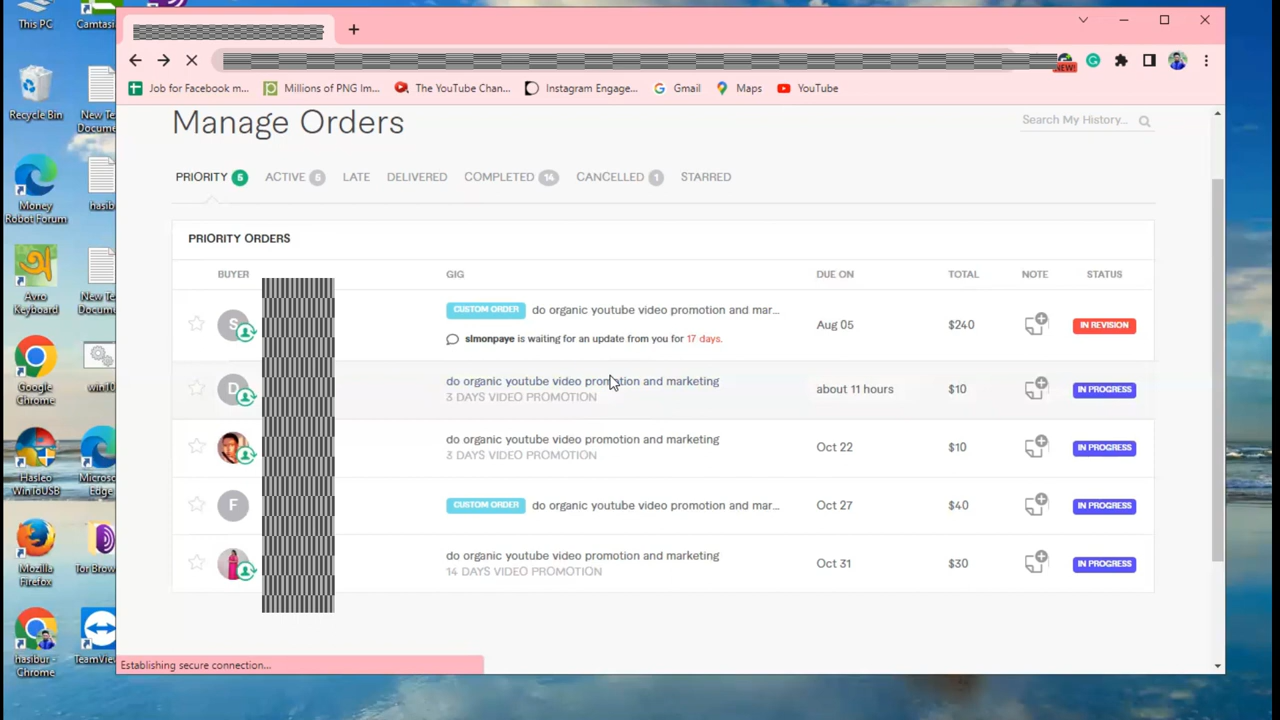 This PC
Camtasi
Recycle Bin
New Te
Docume
Money
Robot Forum
hasib
Avro
Keyboard
New Te
Docume
Google
Chrome
win10
Hasleo
WinToUSB
Micros
Edge
Mozilla
Firefox
Tor Brow
hasibur -
Chrome
TeamView
NEW!
Job for Facebook m...
Millions of PNG Im...
The YouTube Chan...
Instagram Engage...
Gmail
Maps
YouTube
Manage Orders
Search My History...
PRIORITY 5
ACTIVE 5
LATE
DELIVERED
COMPLETED 14
CANCELLED 1
STARRED
PRIORITY ORDERS
BUYER GIG DUE ON TOTAL NOTE STATUS
S CUSTOM ORDER do organic youtube video promotion and mar... Aug 05 $240 IN REVISION
slmonpaye is waiting for an update from you for 17 days.
D do organic youtube video promotion and marketing about 11 hours $10 IN PROGRESS
3 DAYS VIDEO PROMOTION
do organic youtube video promotion and marketing Oct 22 $10 IN PROGRESS
3 DAYS VIDEO PROMOTION
F CUSTOM ORDER do organic youtube video promotion and mar... Oct 27 $40 IN PROGRESS
do organic youtube video promotion and marketing Oct 31 $30 IN PROGRESS
14 DAYS VIDEO PROMOTION
Establishing secure connection...